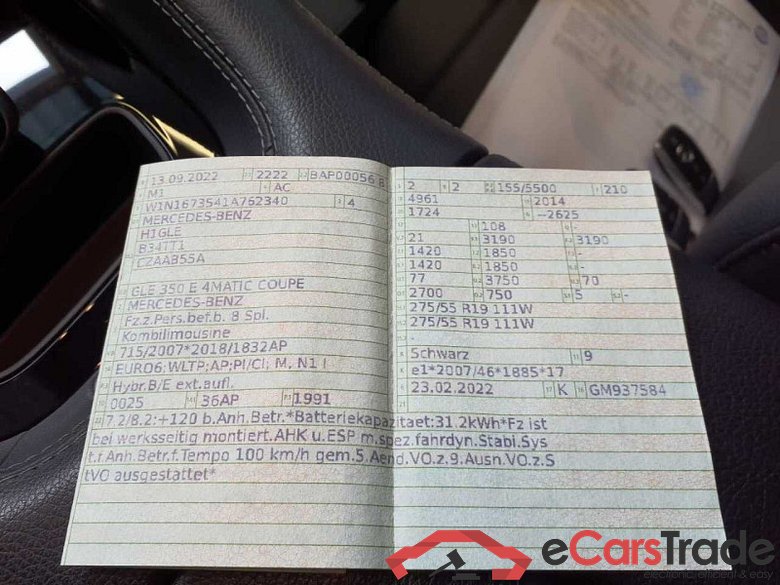 13.09.2022 2222 BAP00056 8
M1 AC
W1N1673541A762340 4
MERCEDES-BENZ
H1GLE
B34TT1
CZAAB55A
GLE 350 E 4MATIC COUPE
MERCEDES-BENZ
Fz.z.Pers.bef.b. 8 Spl.
Kombilimousine
715/2007*2018/1832AP
EURO6;WLTP;AP;PI/CI; M, N1 I
Hybr.B/E ext.aufl.
0025 36AP 1991
7.2/8.2:+120 b.Anh.Betr.*Batteriekapazitaet:31.2kWh*Fz ist
bei werksseitig montiert.AHK u.ESP m.spez.fahrdyn.Stabi.Sys
t.r.Anh.Betr.f.Tempo 100 km/h gem.5.Aend.VO.z.9.Ausn.VO.z.S
tVO ausgestattet*
2 2 155/5500 210
4961 2014
1724 --2625
108 -
21 3190 3190
1420 1850 -
1420 1850 -
77 3750 70
2700 750 5 -
275/55 R19 111W
275/55 R19 111W
-
Schwarz 9
e1*2007/46*1885*17
23.02.2022 K GM937584
eCarsTrade
electronic, efficient & easy